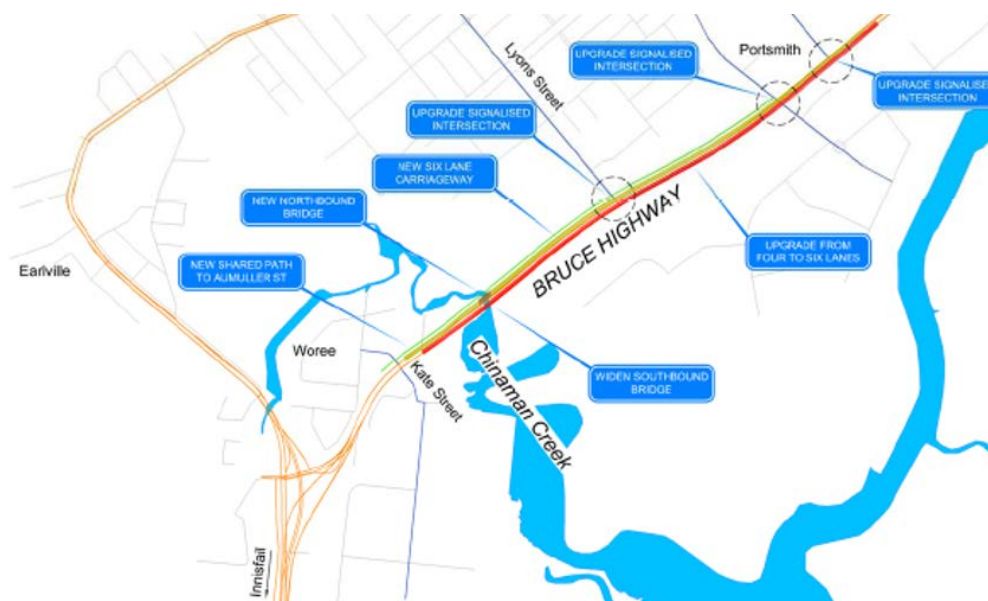 Portsmith
UPGRADE SIGNALISED
INTERSECTION
UPGRADE SIGNALISED
INTERSECTION
Lyons Street
UPGRADE SIGNALISED
INTERSECTION
NEW SIX LANE
CARRIAGEWAY
NEW NORTHBOUND
BRIDGE
BRUCE HIGHWAY
UPGRADE FROM
FOUR TO SIX LANES
Earlville
NEW SHARED PATH
TO AUMULLER ST
Woree
Kate Street
Chinaman Creek
WIDEN SOUTHBOUND
BRIDGE
Innisfail